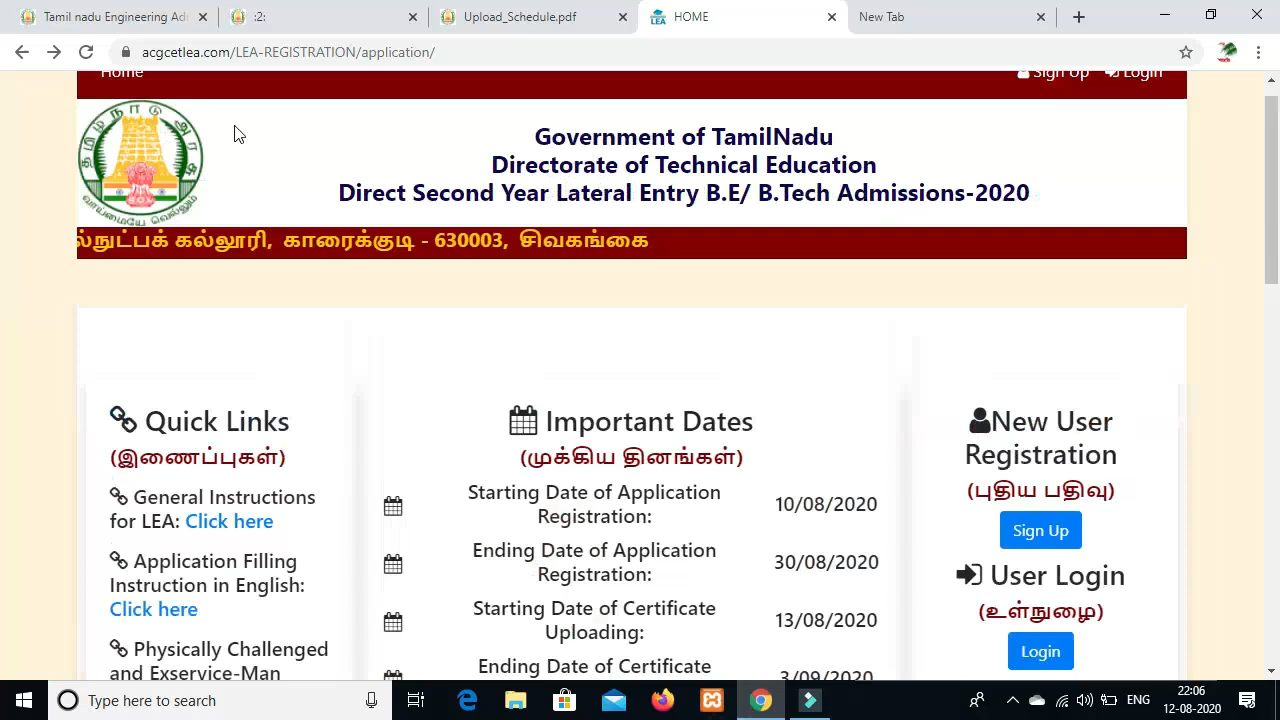 Tamil nadu Engineering Ad
:2:
Upload_Schedule.pdf
HOME
New Tab
acgcetlea.com/LEA-REGISTRATION/application/
Home
Sign Up
Login
தமிழ்நாடு அரசு
வாய்மையே வெல்லும்
Government of TamilNadu
Directorate of Technical Education
Direct Second Year Lateral Entry B.E/ B.Tech Admissions-2020
ல்நுட்பக் கல்லூரி, காரைக்குடி - 630003, சிவகங்கை
Quick Links
(இணைப்புகள்)
General Instructions
for LEA: Click here
Application Filling
Instruction in English:
Click here
Physically Challenged
and Exservice-Man
Important Dates
(முக்கிய தினங்கள்)
Starting Date of Application
Registration:
10/08/2020
Ending Date of Application
Registration:
30/08/2020
Starting Date of Certificate
Uploading:
13/08/2020
Ending Date of Certificate
3/09/2020
New User
Registration
(புதிய பதிவு)
Sign Up
User Login
(உள்நுழை)
Login
Type here to search
ENG
22:06
12-08-2020